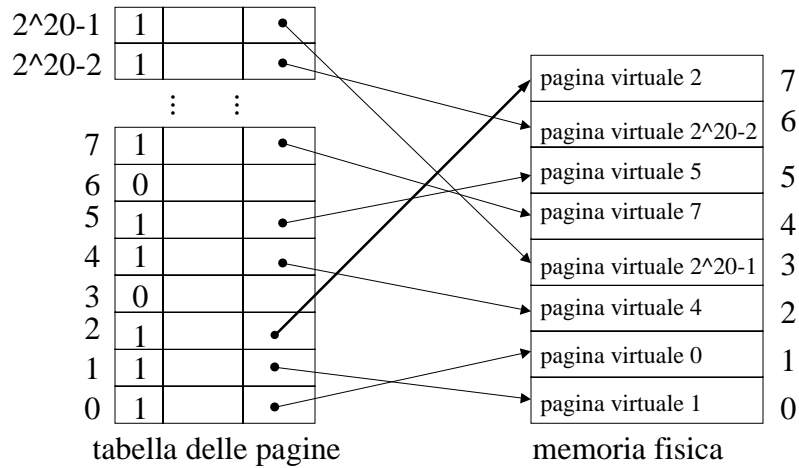 2^20-1 1
2^20-2 1
7 1
6 0
5 1
4 1
3 0
2 1
1 1
0 1
tabella delle pagine
pagina virtuale 2 7
pagina virtuale 2^20-2 6
pagina virtuale 5 5
pagina virtuale 7 4
pagina virtuale 2^20-1 3
pagina virtuale 4 2
pagina virtuale 0 1
pagina virtuale 1 0
memoria fisica